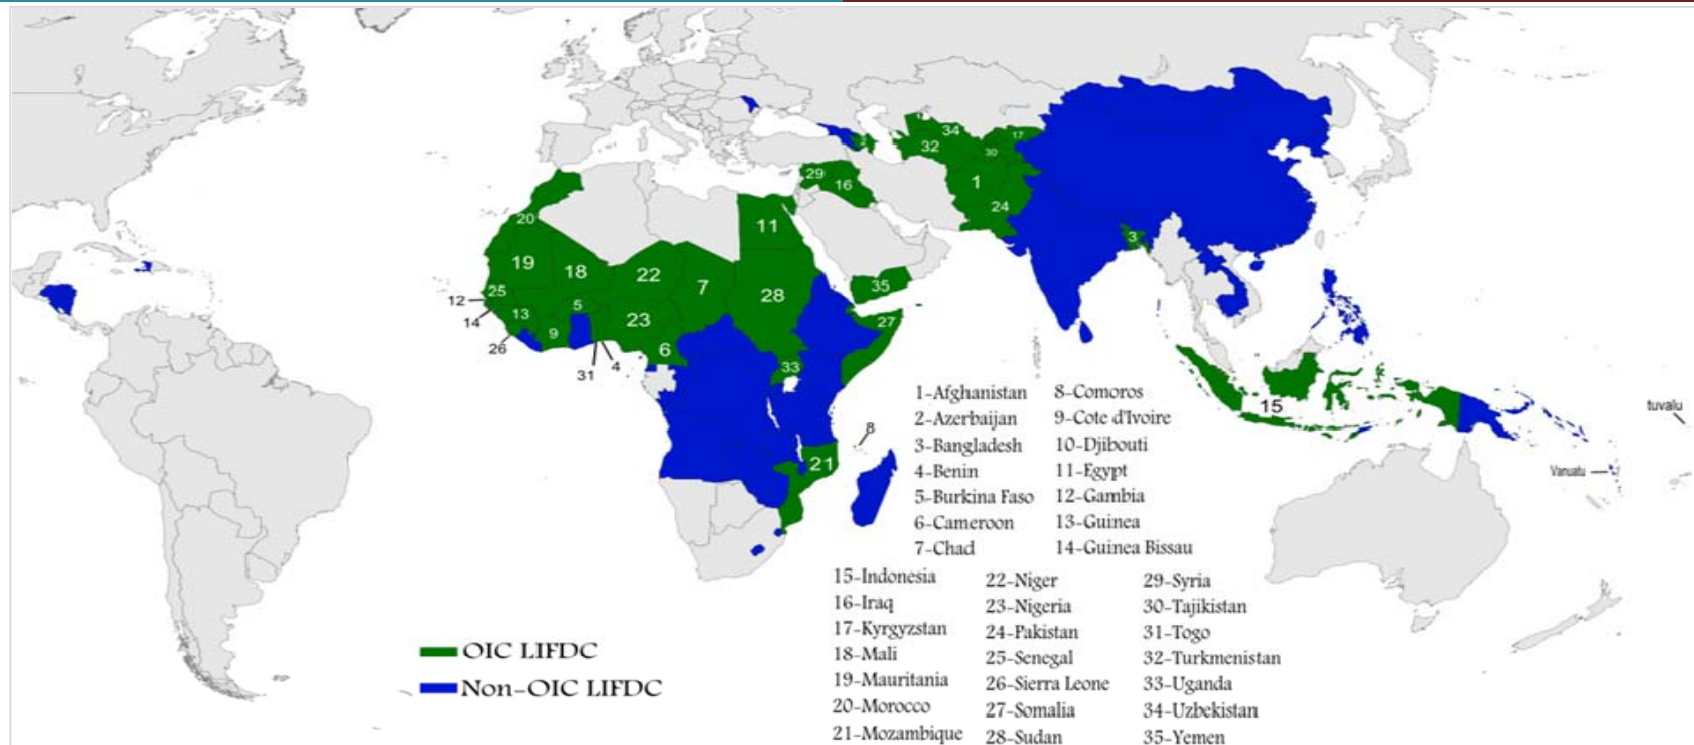 34
17
32
30
29
16
1
24
20
11
3
19
18
22
7
28
35
25
12
5
13
23
27
14
9
6
26
31
4
33
15
tuvalu
8
21
Vanuatu
1-Afghanistan
2-Azerbaijan
3-Bangladesh
4-Benin
5-Burkina Faso
6-Cameroon
7-Chad
8-Comoros
9-Cote d'Ivoire
10-Djibouti
11-Egypt
12-Gambia
13-Guinea
14-Guinea Bissau
15-Indonesia
16-Iraq
17-Kyrgyzstan
18-Mali
19-Mauritania
20-Morocco
21-Mozambique
22-Niger
23-Nigeria
24-Pakistan
25-Senegal
26-Sierra Leone
27-Somalia
28-Sudan
29-Syria
30-Tajikistan
31-Togo
32-Turkmenistan
33-Uganda
34-Uzbekistan
35-Yemen
OIC LIFDC
Non-OIC LIFDC